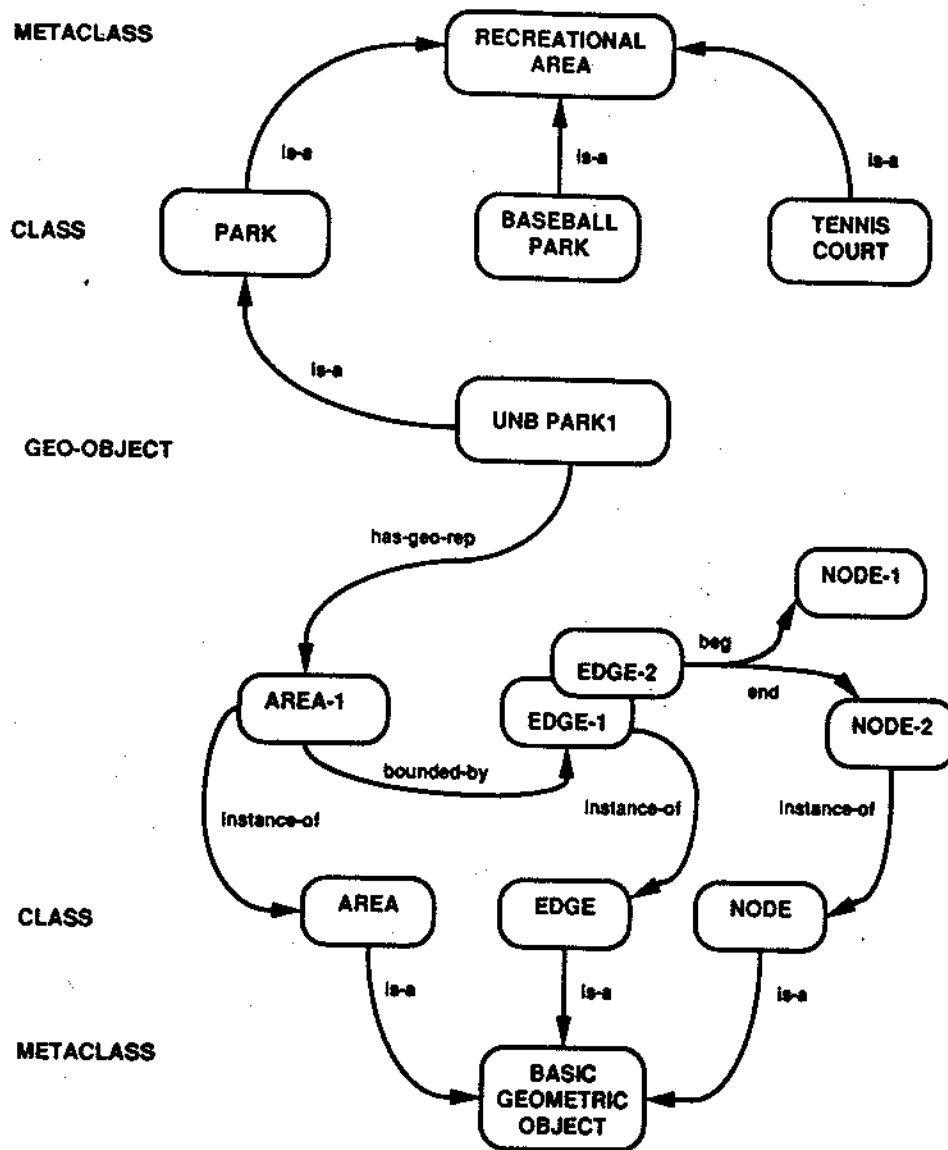 METACLASS
RECREATIONAL
AREA
is-a
is-a
is-a
CLASS
PARK
BASEBALL
PARK
TENNIS
COURT
is-a
UNB PARK1
GEO-OBJECT
has-geo-rep
NODE-1
beg
EDGE-2
end
AREA-1
EDGE-1
NODE-2
bounded-by
instance-of
instance-of
instance-of
CLASS
AREA
EDGE
NODE
is-a
is-a
is-a
METACLASS
BASIC
GEOMETRIC
OBJECT